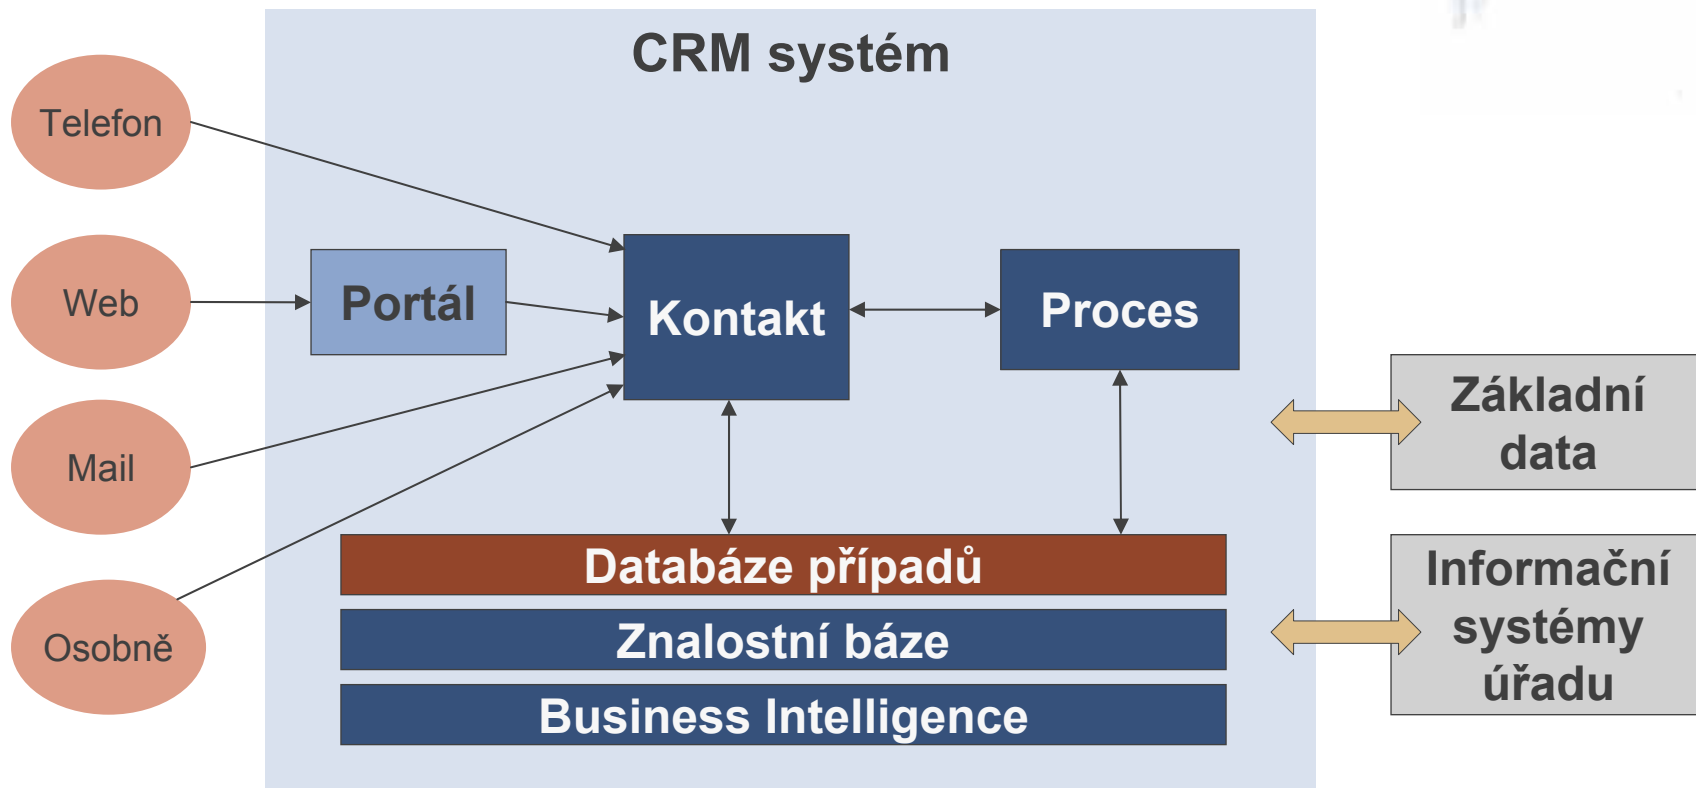 CRM systém
Telefon
Web
Portál
Kontakt
Proces
Mail
Osobně
Základní
data
Databáze případů
Znalostní báze
Business Intelligence
Informační
systémy
úřadu